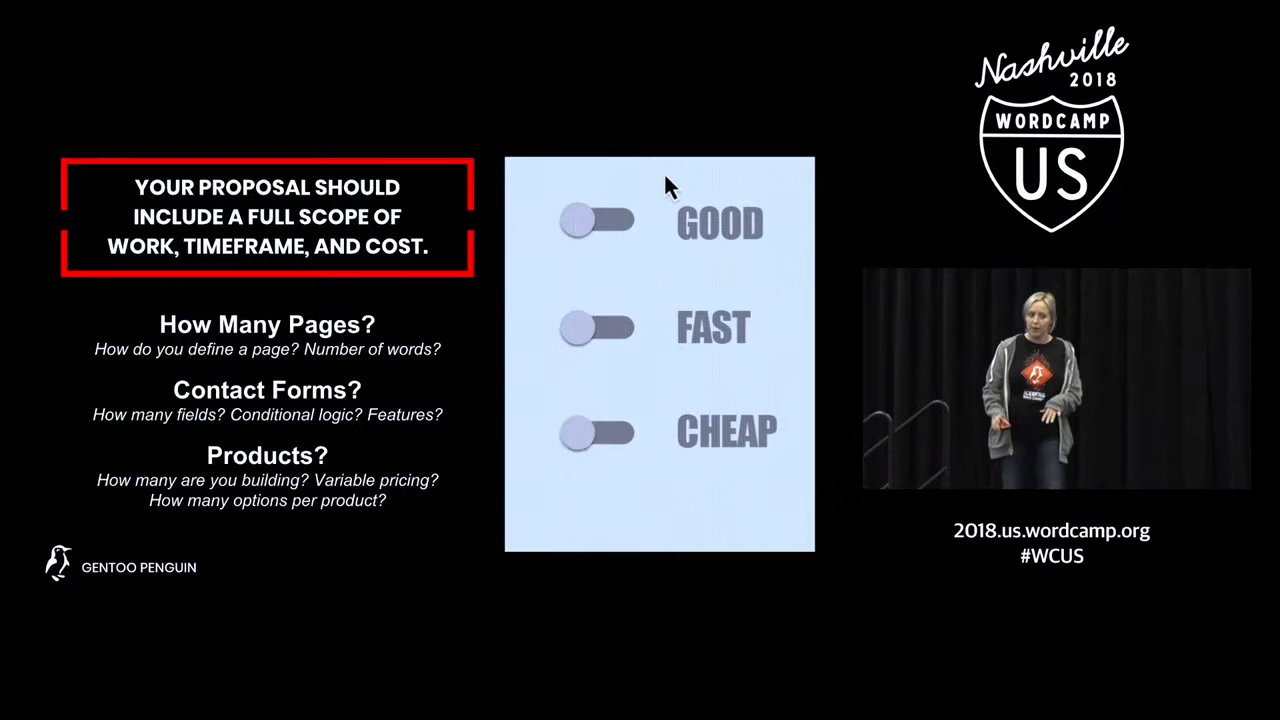 YOUR PROPOSAL SHOULD
INCLUDE A FULL SCOPE OF
WORK, TIMEFRAME, AND COST.
How Many Pages?
How do you define a page? Number of words?
Contact Forms?
How many fields? Conditional logic? Features?
Products?
How many are you building? Variable pricing?
How many options per product?
GENTOO PENGUIN
GOOD
FAST
CHEAP
Nashville
2018
WORDCAMP
US
2018.us.wordcamp.org
#WCUS